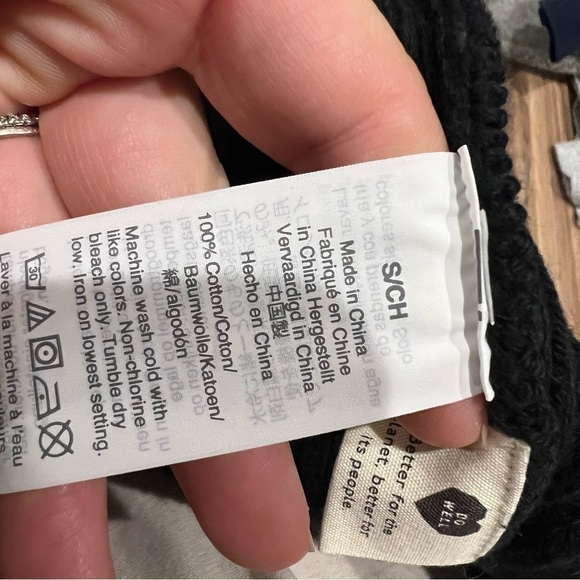 S/CH
Made in China
Fabriqué en Chine
in China Hergestellt
Vervaardigd in China
中国製
Hecho en China
100% Cotton/Coton/
Baumwolle/Katoen/
綿/algodón
Machine wash cold with
like colors. Non-chlorine
bleach only. Tumble dry
low. Iron on lowest setting.
30
Laver à la machine à l'eau
Better for the
planet, better for
its people
DO
WELL